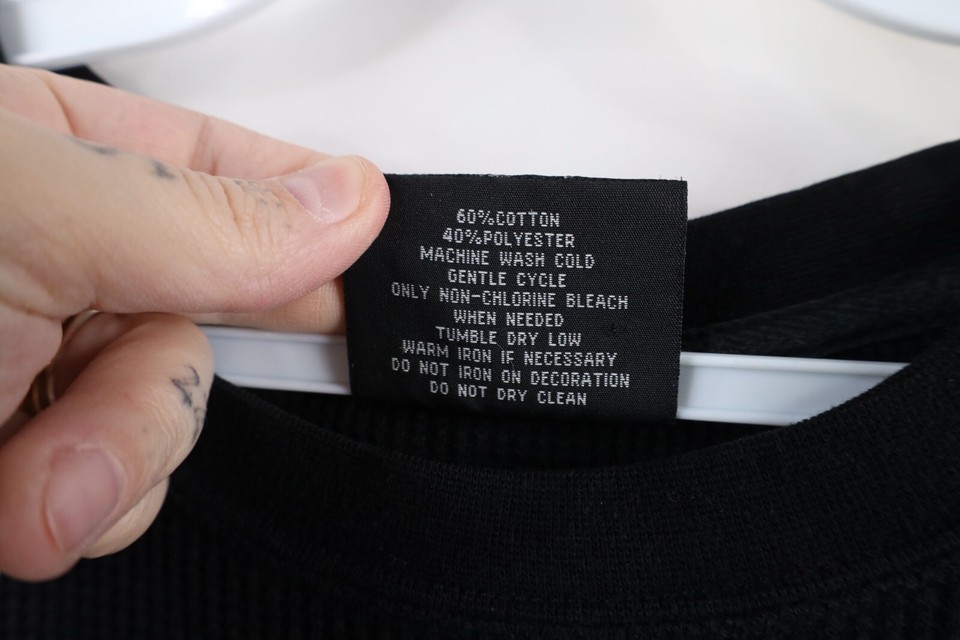 60%COTTON
40%POLYESTER
MACHINE WASH COLD
GENTLE CYCLE
ONLY NON-CHLORINE BLEACH
WHEN NEEDED
TUMBLE DRY LOW
WARM IRON IF NECESSARY
DO NOT IRON ON DECORATION
DO NOT DRY CLEAN